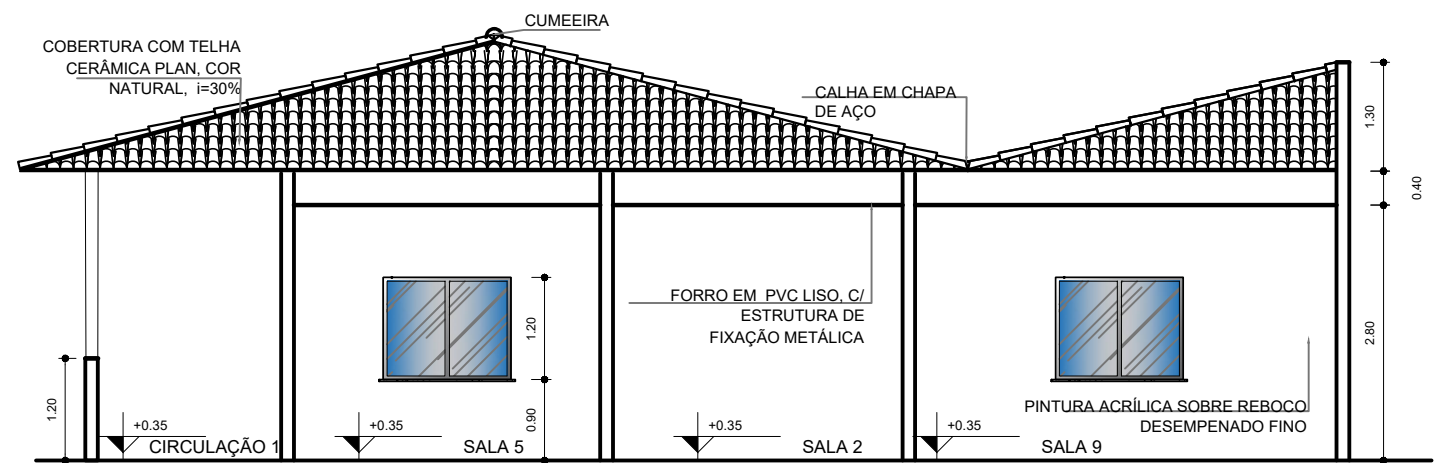 CUMEEIRA
COBERTURA COM TELHA
CERÂMICA PLAN, COR
NATURAL, i=30%
CALHA EM CHAPA
DE AÇO
1.30
0.40
FORRO EM PVC LISO, C/
ESTRUTURA DE
FIXAÇÃO METÁLICA
1.20
2.80
1.20
0.90
PINTURA ACRÍLICA SOBRE REBOCO
DESEMPENADO FINO
+0.35
+0.35
+0.35
+0.35
CIRCULAÇÃO 1
SALA 5
SALA 2
SALA 9